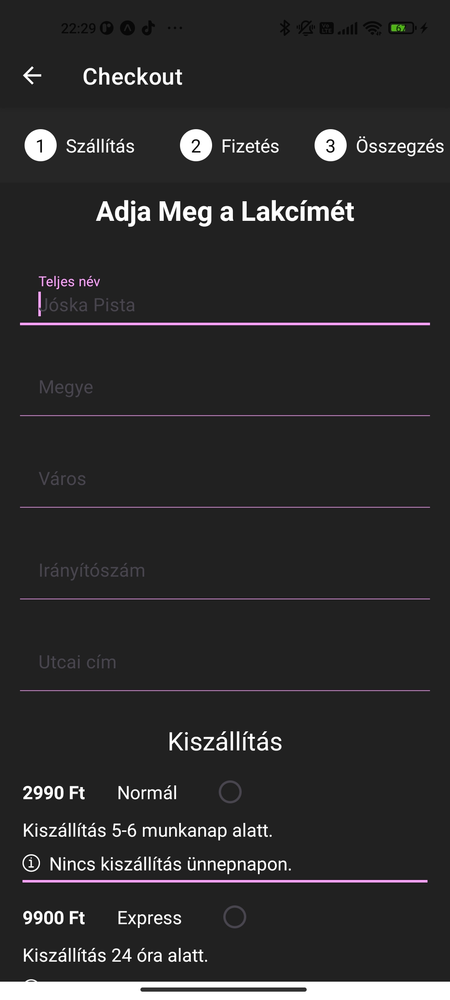 22:29
Vo LTE
67
Checkout
1 Szállítás 2 Fizetés 3 Összegzés
Adja Meg a Lakcímét
Teljes név
Jóska Pista
Megye
Város
Irányítószám
Utcai cím
Kiszállítás
2990 Ft Normál
Kiszállítás 5-6 munkanap alatt.
Nincs kiszállítás ünnepnapon.
9900 Ft Express
Kiszállítás 24 óra alatt.